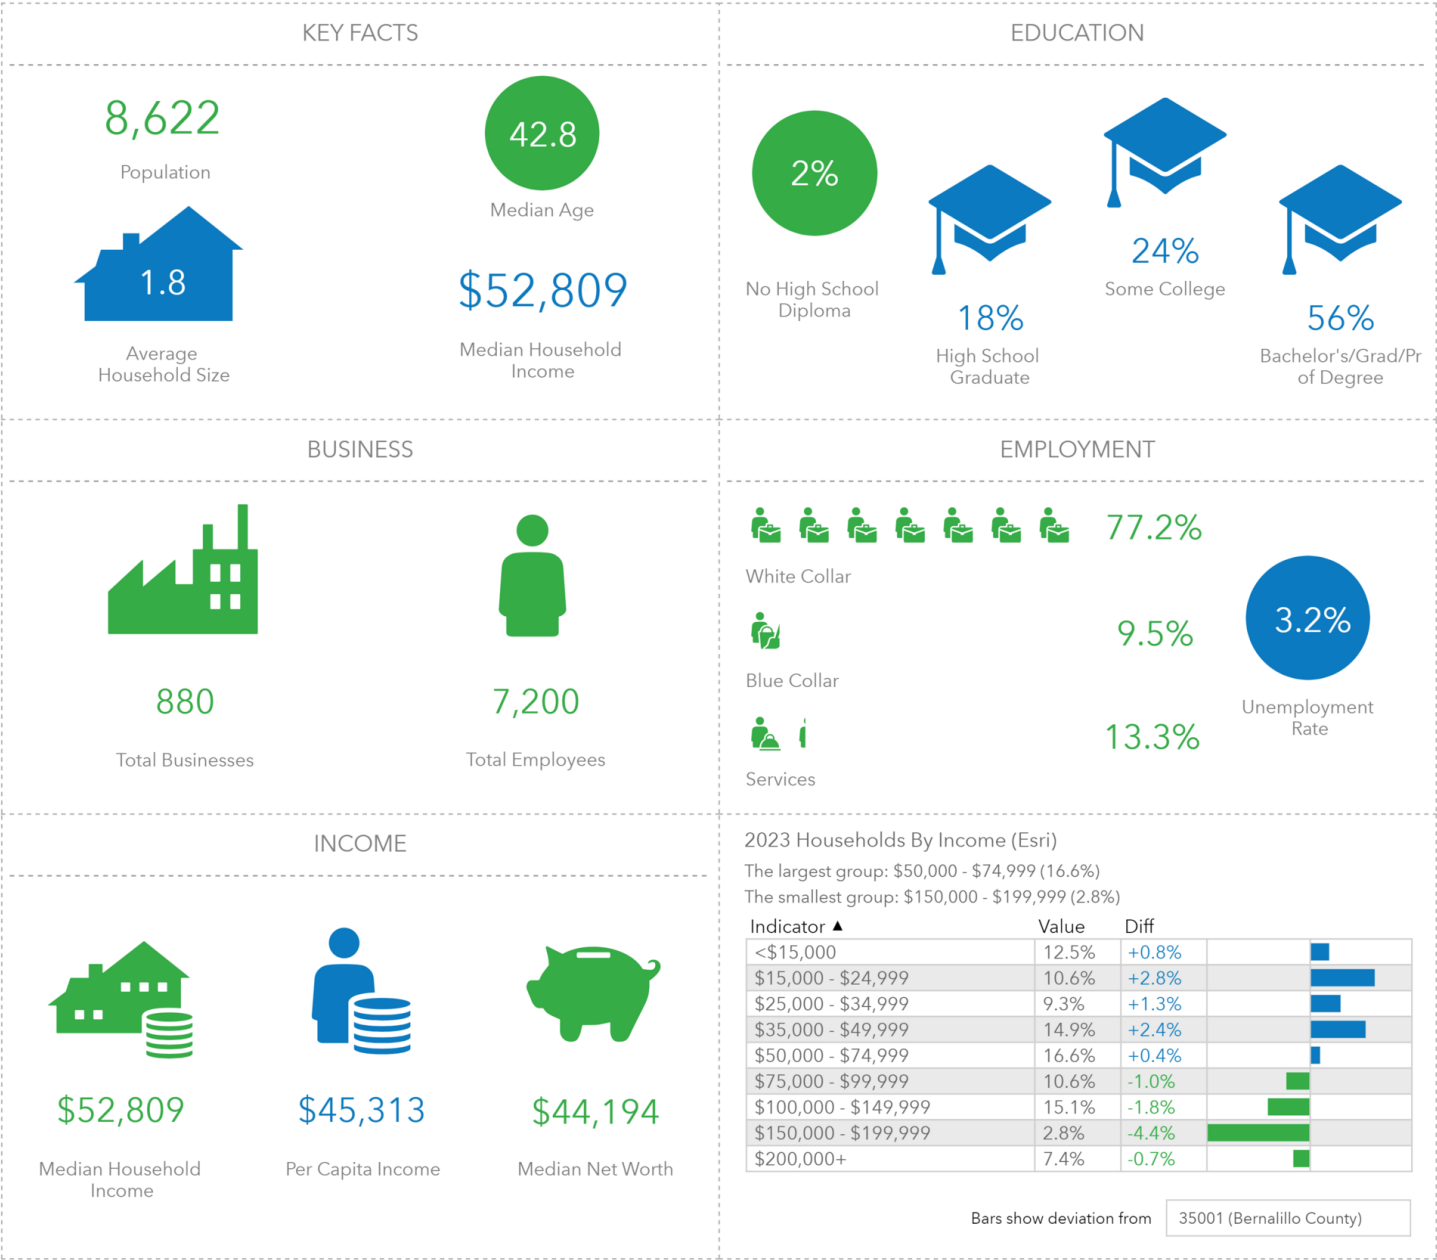 KEY FACTS
8,622
Population
42.8
Median Age
1.8
Average
Household Size
$52,809
Median Household
Income
EDUCATION
2%
No High School
Diploma
18%
High School
Graduate
24%
Some College
56%
Bachelor's/Grad/Pr
of Degree
BUSINESS
880
Total Businesses
7,200
Total Employees
EMPLOYMENT
77.2%
White Collar
9.5%
Blue Collar
13.3%
Services
3.2%
Unemployment
Rate
INCOME
$52,809
Median Household
Income
$45,313
Per Capita Income
$44,194
Median Net Worth
2023 Households By Income (Esri)
The largest group: $50,000 - $74,999 (16.6%)
The smallest group: $150,000 - $199,999 (2.8%)
Indicator ▲ Value Diff
<$15,000 12.5% +0.8%
$15,000 - $24,999 10.6% +2.8%
$25,000 - $34,999 9.3% +1.3%
$35,000 - $49,999 14.9% +2.4%
$50,000 - $74,999 16.6% +0.4%
$75,000 - $99,999 10.6% -1.0%
$100,000 - $149,999 15.1% -1.8%
$150,000 - $199,999 2.8% -4.4%
$200,000+ 7.4% -0.7%
Bars show deviation from 35001 (Bernalillo County)